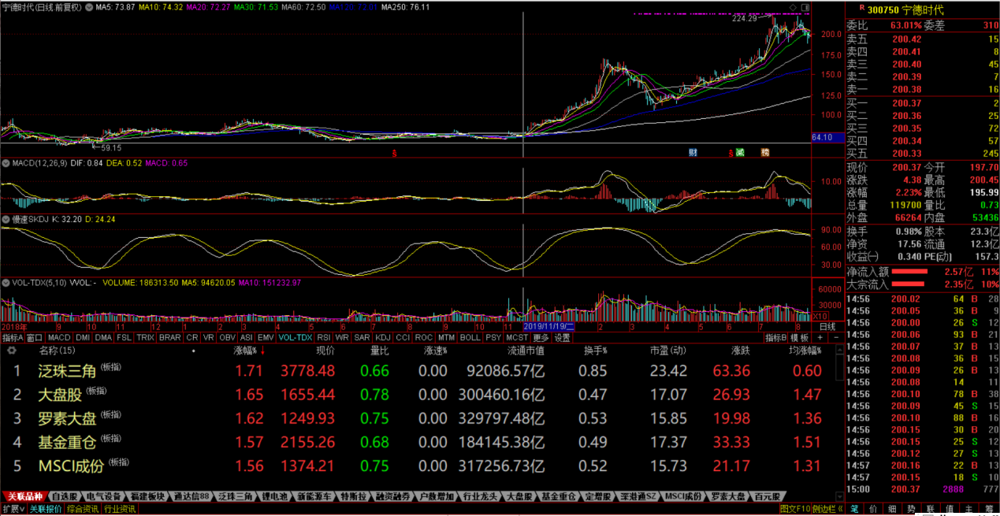 宁德时代(日线 前复权) MA5: 73.87 MA10: 74.32 MA20: 72.27 MA30: 71.53 MA60: 72.50 MA120: 72.01 MA250: 76.11
224.29
200.0
175.0
150.0
125.0
100.0
64.10
59.15
财 减 榜
MACD(12,26,9) DIF: 0.84 DEA: 0.52 MACD: 0.65
10.00
0.00
慢速SKDJ K: 32.20 D: 24.24
90.00
60.00
30.00
VOL-TDX(5,10) VVOL: - VOLUME: 186313.50 MA5: 94620.05 MA10: 151232.97
60000
30000
X10
2018年 9 10 11 12 1 2 3 4 5 6 7 8 9 10 11 2019/11/19/二 2 3 4 5 6 7 8 日线
指标A 窗口 MACD DMI DMA FSL TRIX BRAR CR VR OBV ASI EMV VOL-TDX RSI WR SAR KDJ CCI ROC MTM BOLL PSY MCST 更多 设置 指标B 模板 + −
名称(15) 涨幅% 现价 量比 涨速% 流通市值 换手% 市盈(动) 涨跌 均涨幅%
1 泛珠三角(板指) 1.71 3778.48 0.66 0.00 92086.57亿 0.85 23.42 63.36 0.60
2 大盘股(板指) 1.65 1655.44 0.78 0.00 300460.16亿 0.47 17.07 26.93 1.47
3 罗素大盘(板指) 1.62 1249.93 0.75 0.00 329797.48亿 0.53 15.85 19.98 1.36
4 基金重仓(板指) 1.57 2155.26 0.68 0.00 184145.38亿 0.49 17.37 33.33 1.51
5 MSCI成份(板指) 1.56 1374.21 0.75 0.00 317256.73亿 0.52 15.73 21.17 1.31
关联品种 自选股 电气设备 福建板块 通达信88 泛珠三角 锂电池 新能源车 特斯拉 融资融券 户数增加 行业龙头 大盘股 基金重仓 定增股 深港通SZ MSCI成份 罗素大盘 百元股
扩展∨ 关联报价 综合资讯 行业资讯 图文F10 侧边栏《
R 300750 宁德时代
委比 63.01% 委差 310
卖五 200.42 15
卖四 200.41 8
卖三 200.40 45
卖二 200.39 7
卖一 200.38 16
买一 200.37 2
买二 200.36 25
买三 200.35 72
买四 200.34 57
买五 200.33 245
现价 200.37 今开 197.70
涨跌 4.38 最高 200.45
涨幅 2.23% 最低 195.99
总量 119700 量比 0.73
外盘 66264 内盘 53436
换手 0.98% 股本 23.3亿
净资 17.56 流通 12.3亿
收益(一) 0.340 PE(动) 157.3
净流入额 2.57亿 11%
大宗流入 2.35亿 10%
14:56 200.02 64 B 28
14:56 200.05 36 B 9
14:56 200.00 26 S 12
14:56 200.06 93 B 21
14:56 200.07 37 B 13
14:56 200.08 36 B 15
14:56 200.09 26 B 13
14:56 200.08 14 11
14:56 200.10 78 B 38
14:56 200.09 45 S 15
14:56 200.10 88 B 16
14:56 200.15 30 B 20
14:56 200.15 25 S 12
14:56 200.12 27 S 13
14:57 200.16 22 B 13
14:57 200.15 18 S 10
15:00 200.37 2888 777
笔 价 细 势 联 值 主 筹